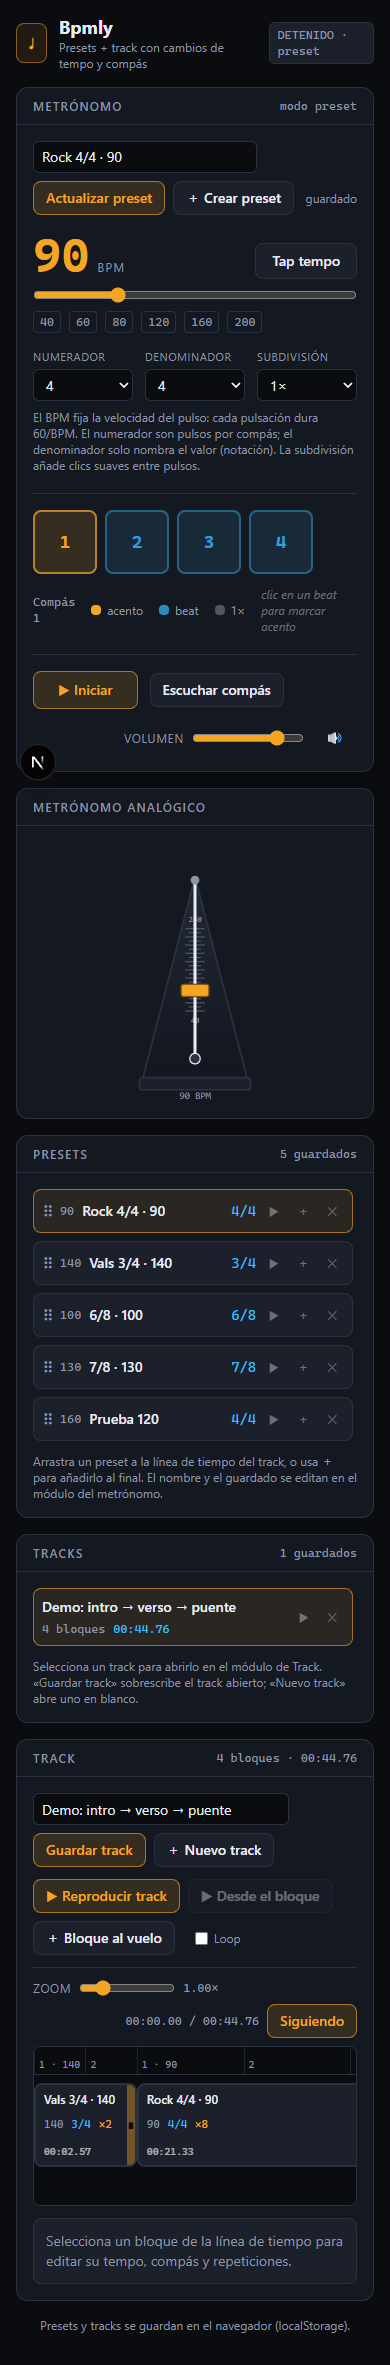 Bpmly
Presets + track con cambios de
tempo y compás
DETENIDO ·
preset
METRÓNOMO
modo preset
Rock 4/4 · 90
Actualizar preset
+ Crear preset
guardado
90 BPM
Tap tempo
40 60 80 120 160 200
NUMERADOR DENOMINADOR SUBDIVISIÓN
4 4 1×
El BPM fija la velocidad del pulso: cada pulsación dura
60/BPM. El numerador son pulsos por compás; el
denominador solo nombra el valor (notación). La subdivisión
añade clics suaves entre pulsos.
1 2 3 4
Compás
1
acento beat 1×
clic en un beat
para marcar
acento
▶ Iniciar
Escuchar compás
VOLUMEN
N
METRÓNOMO ANALÓGICO
240
40
90 BPM
PRESETS
5 guardados
90 Rock 4/4 · 90 4/4 ▶ + ×
140 Vals 3/4 · 140 3/4 ▶ + ×
100 6/8 · 100 6/8 ▶ + ×
130 7/8 · 130 7/8 ▶ + ×
160 Prueba 120 4/4 ▶ + ×
Arrastra un preset a la línea de tiempo del track, o usa +
para añadirlo al final. El nombre y el guardado se editan en el
módulo del metrónomo.
TRACKS
1 guardados
Demo: intro → verso → puente
4 bloques 00:44.76
▶ ×
Selecciona un track para abrirlo en el módulo de Track.
«Guardar track» sobrescribe el track abierto; «Nuevo track»
abre uno en blanco.
TRACK
4 bloques · 00:44.76
Demo: intro → verso → puente
Guardar track
+ Nuevo track
▶ Reproducir track
▶ Desde el bloque
+ Bloque al vuelo
Loop
ZOOM 1.00×
00:00.00 / 00:44.76
Siguiendo
1 · 140 2 1 · 90 2
Vals 3/4 · 140
140 3/4 ×2
00:02.57
Rock 4/4 · 90
90 4/4 ×8
00:21.33
Selecciona un bloque de la línea de tiempo para
editar su tempo, compás y repeticiones.
Presets y tracks se guardan en el navegador (localStorage).